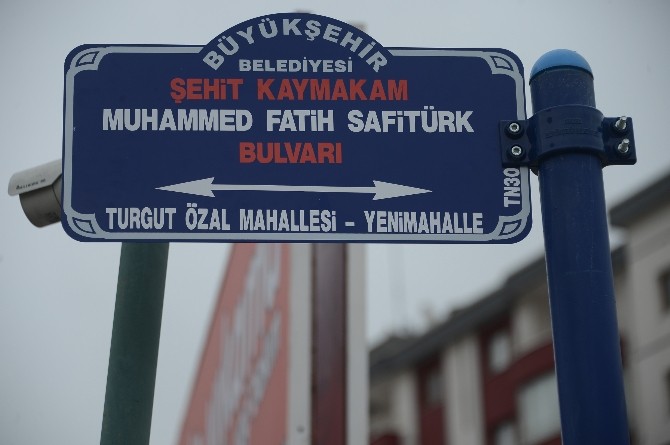 BÜYÜKŞEHİR
BELEDİYESİ
ŞEHİT KAYMAKAM
MUHAMMED FATİH SAFİTÜRK
BULVARI
TURGUT ÖZAL MAHALLESİ – YENİMAHALLE
TN30